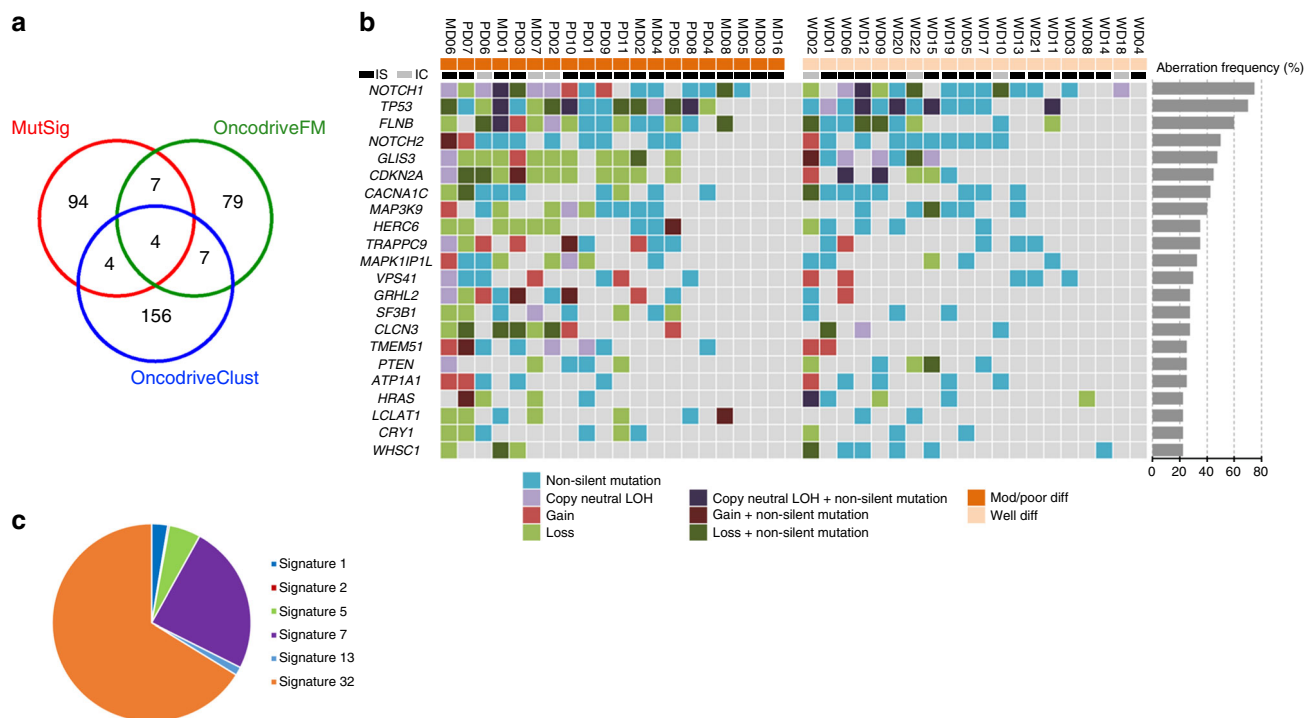 a
MutSig
OncodriveFM
94
7
79
4
4
7
156
OncodriveClust
b
MD06 PD07 PD06 MD01 PD03 MD07 PD02 PD10 PD01 PD09 PD11 MD02 MD04 PD05 PD08 PD04 MD08 MD05 MD03 MD16 WD02 WD01 WD06 WD12 WD09 WD20 WD22 WD15 WD19 WD05 WD17 WD10 WD13 WD21 WD11 WD03 WD08 WD14 WD18 WD04
IS IC
Aberration frequency (%)
NOTCH1
TP53
FLNB
NOTCH2
GLIS3
CDKN2A
CACNA1C
MAP3K9
HERC6
TRAPPC9
MAPK1IP1L
VPS41
GRHL2
SF3B1
CLCN3
TMEM51
PTEN
ATP1A1
HRAS
LCLAT1
CRY1
WHSC1
0 20 40 60 80
Non-silent mutation
Copy neutral LOH
Gain
Loss
Copy neutral LOH + non-silent mutation
Gain + non-silent mutation
Loss + non-silent mutation
Mod/poor diff
Well diff
c
Signature 1
Signature 2
Signature 5
Signature 7
Signature 13
Signature 32